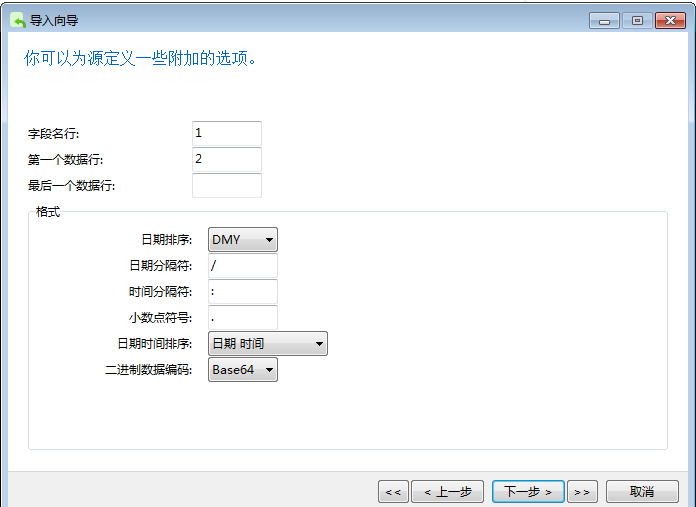 导入向导
你可以为源定义一些附加的选项。
字段名行: 1
第一个数据行: 2
最后一个数据行:
格式
日期排序: DMY
日期分隔符: /
时间分隔符: :
小数点符号: .
日期时间排序: 日期 时间
二进制数据编码: Base64
<< < 上一步 下一步 > >> 取消